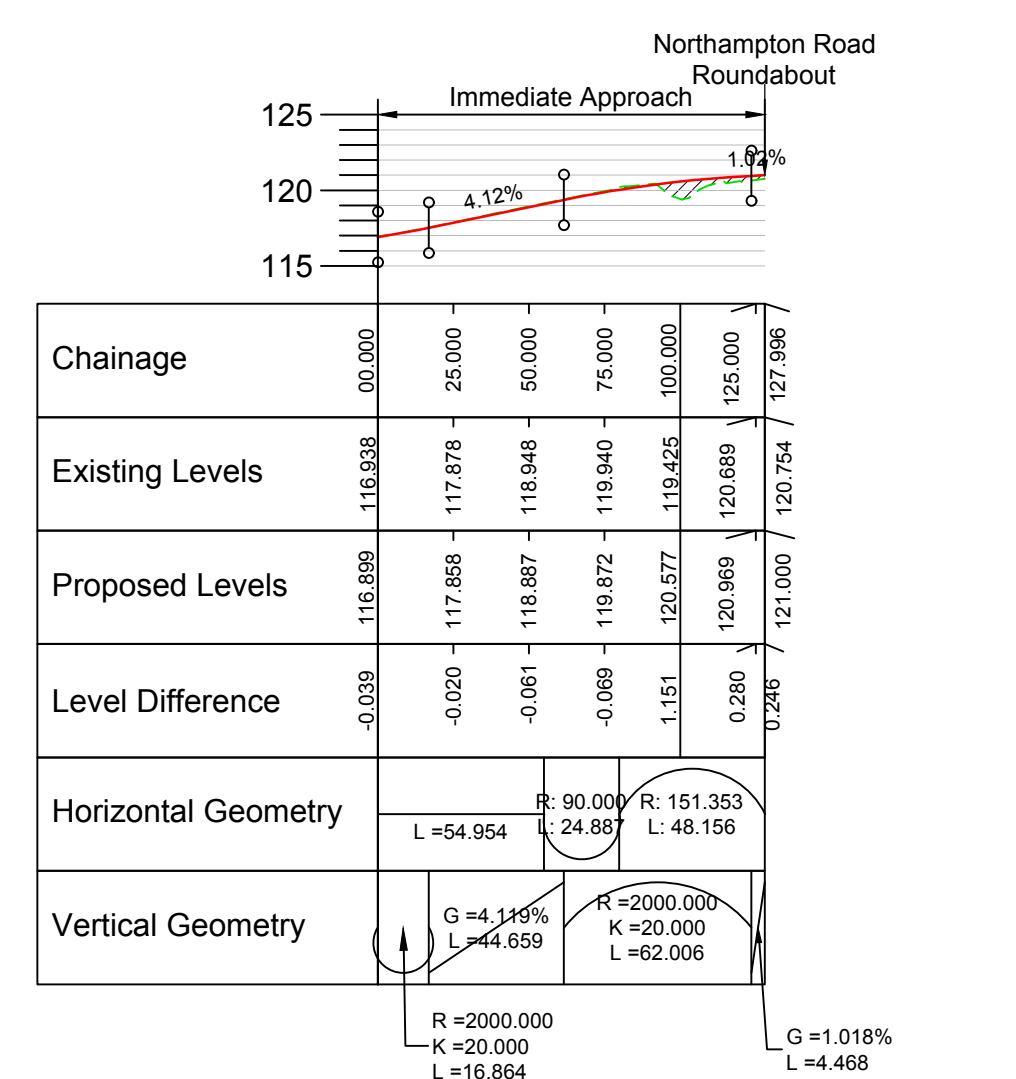 Northampton Road
Roundabout
Immediate Approach
125
120
115
4.12%
1.02%
Chainage
00.000
25.000
50.000
75.000
100.000
125.000
127.996
Existing Levels
116.938
117.878
118.948
119.940
119.425
120.689
120.754
Proposed Levels
116.899
117.858
118.887
119.872
120.577
120.969
121.000
Level Difference
-0.039
-0.020
-0.061
-0.069
1.151
0.280
0.246
Horizontal Geometry
L =54.954
R: 90.000
L: 24.887
R: 151.353
L: 48.156
Vertical Geometry
G =4.119%
L =44.659
R =2000.000
K =20.000
L =62.006
R =2000.000
K =20.000
L =16.864
G =1.018%
L =4.468